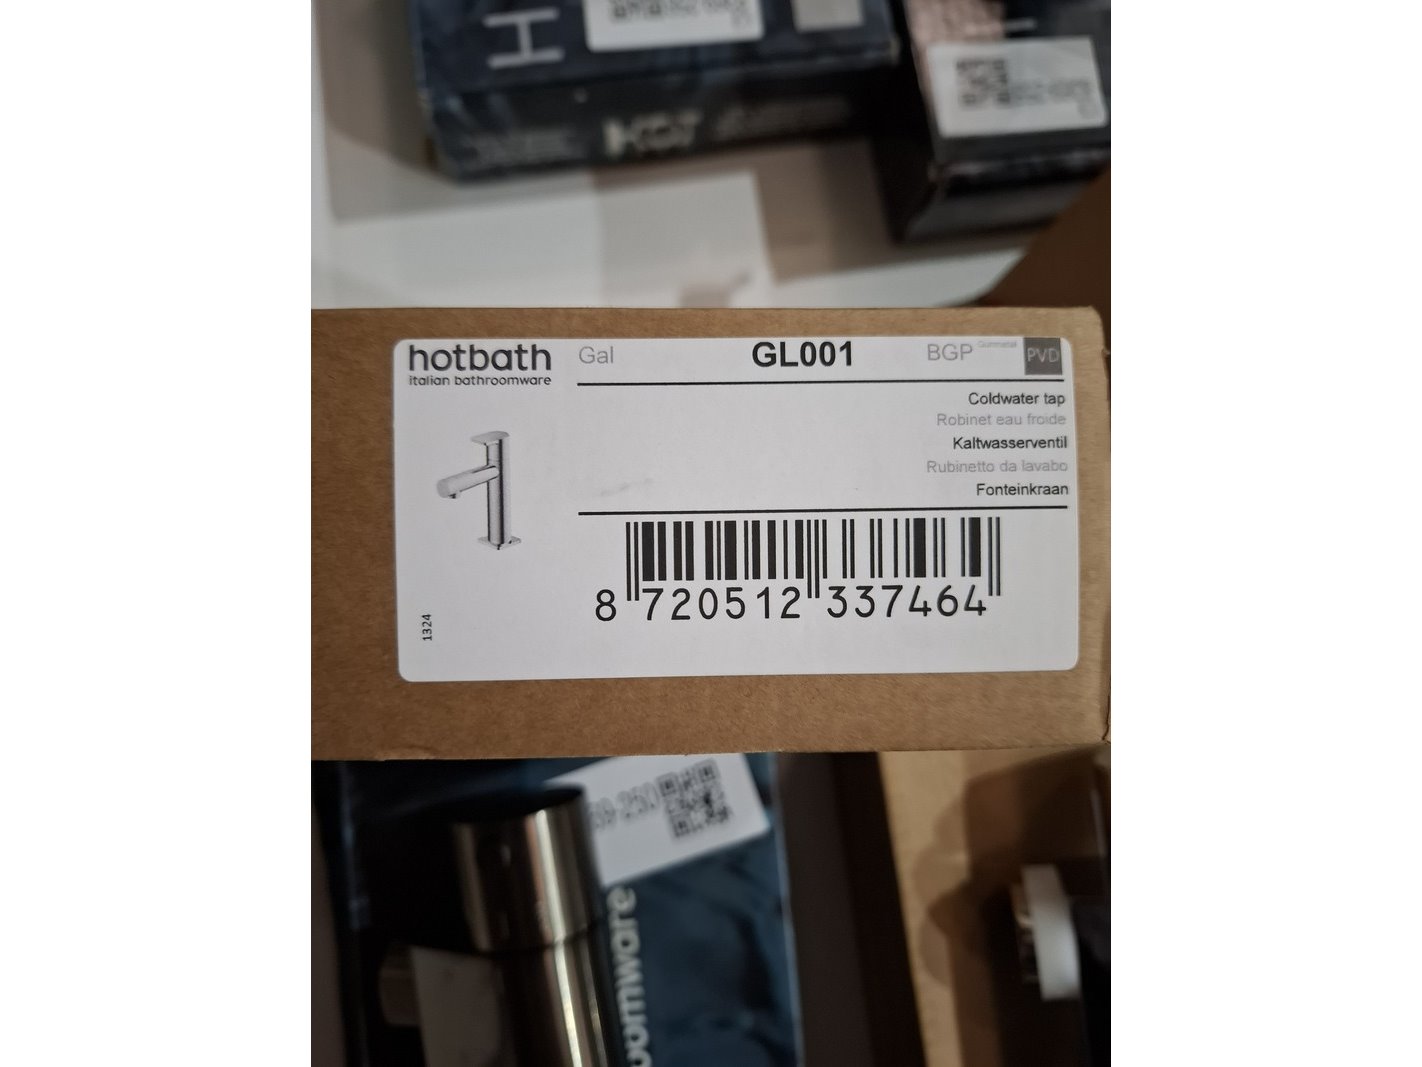 H
hotbath
italian bathroomware
Gal
GL001
BGP
Gunmetal
PVD
Coldwater tap
Robinet eau froide
Kaltwasserventil
Rubinetto da lavabo
Fonteinkraan
8 720512 337464
1324